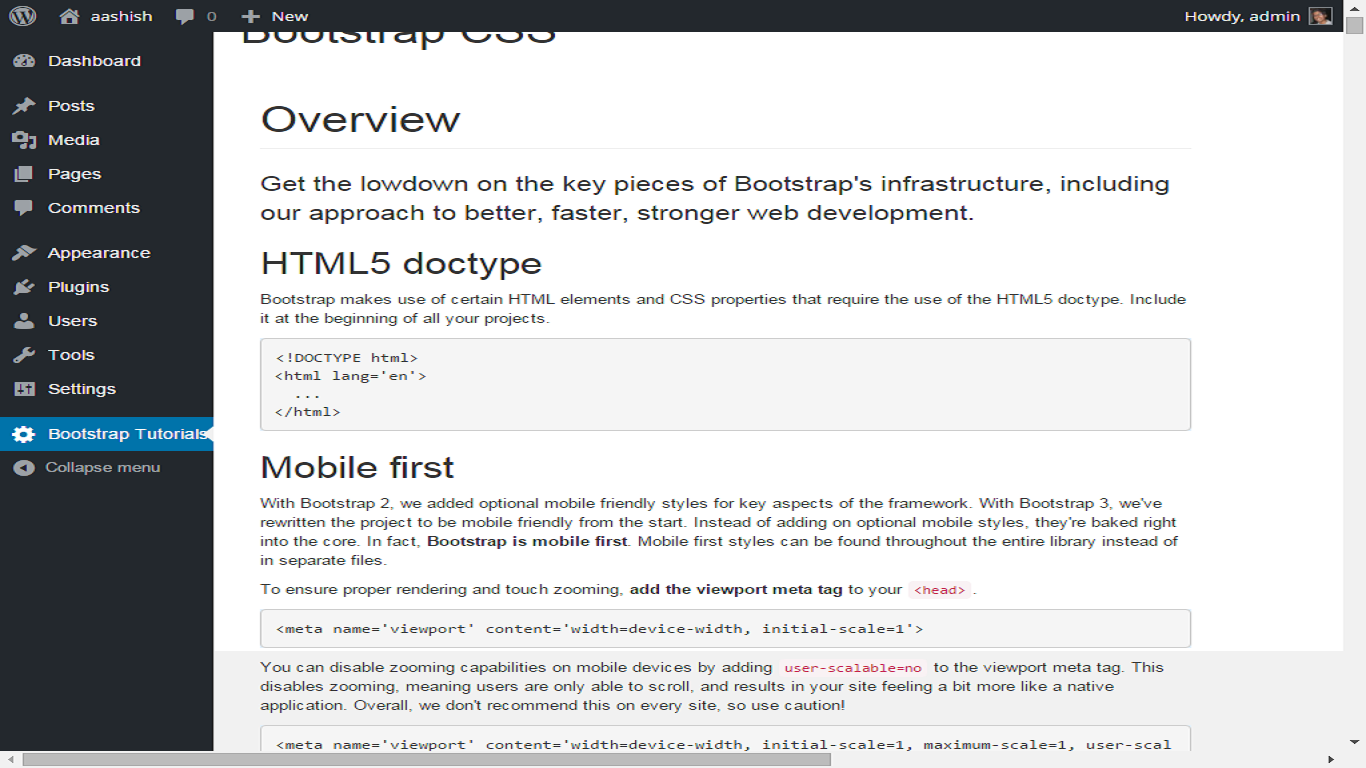 aashish 0 New Howdy, admin
Dashboard
Posts
Media
Pages
Comments
Appearance
Plugins
Users
Tools
Settings
Bootstrap Tutorials
Collapse menu
Bootstrap CSS
Overview
Get the lowdown on the key pieces of Bootstrap's infrastructure, including
our approach to better, faster, stronger web development.
HTML5 doctype
Bootstrap makes use of certain HTML elements and CSS properties that require the use of the HTML5 doctype. Include
it at the beginning of all your projects.
<!DOCTYPE html>
<html lang='en'>
...
</html>
Mobile first
With Bootstrap 2, we added optional mobile friendly styles for key aspects of the framework. With Bootstrap 3, we've
rewritten the project to be mobile friendly from the start. Instead of adding on optional mobile styles, they're baked right
into the core. In fact, Bootstrap is mobile first. Mobile first styles can be found throughout the entire library instead of
in separate files.
To ensure proper rendering and touch zooming, add the viewport meta tag to your <head>.
<meta name='viewport' content='width=device-width, initial-scale=1'>
You can disable zooming capabilities on mobile devices by adding user-scalable=no to the viewport meta tag. This
disables zooming, meaning users are only able to scroll, and results in your site feeling a bit more like a native
application. Overall, we don't recommend this on every site, so use caution!
<meta name='viewport' content='width=device-width, initial-scale=1, maximum-scale=1, user-scal